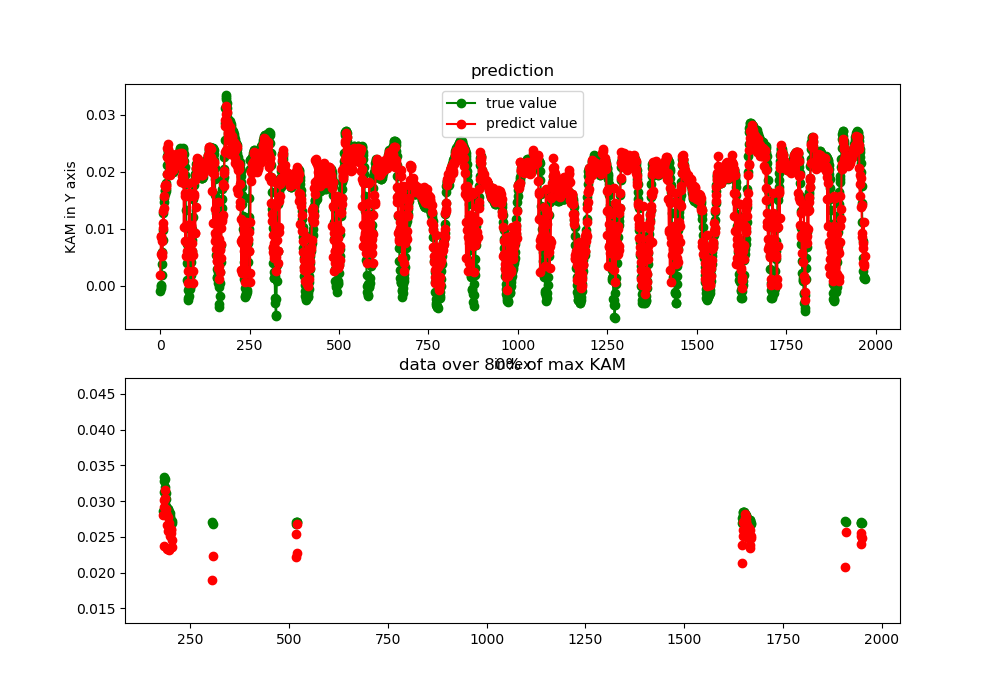 prediction
true value
predict value
KAM in Y axis
0.03
0.02
0.01
0.00
0 250 500 750 1000 1250 1500 1750 2000
index
data over 80% of max KAM
0.045
0.040
0.035
0.030
0.025
0.020
0.015
250 500 750 1000 1250 1500 1750 2000